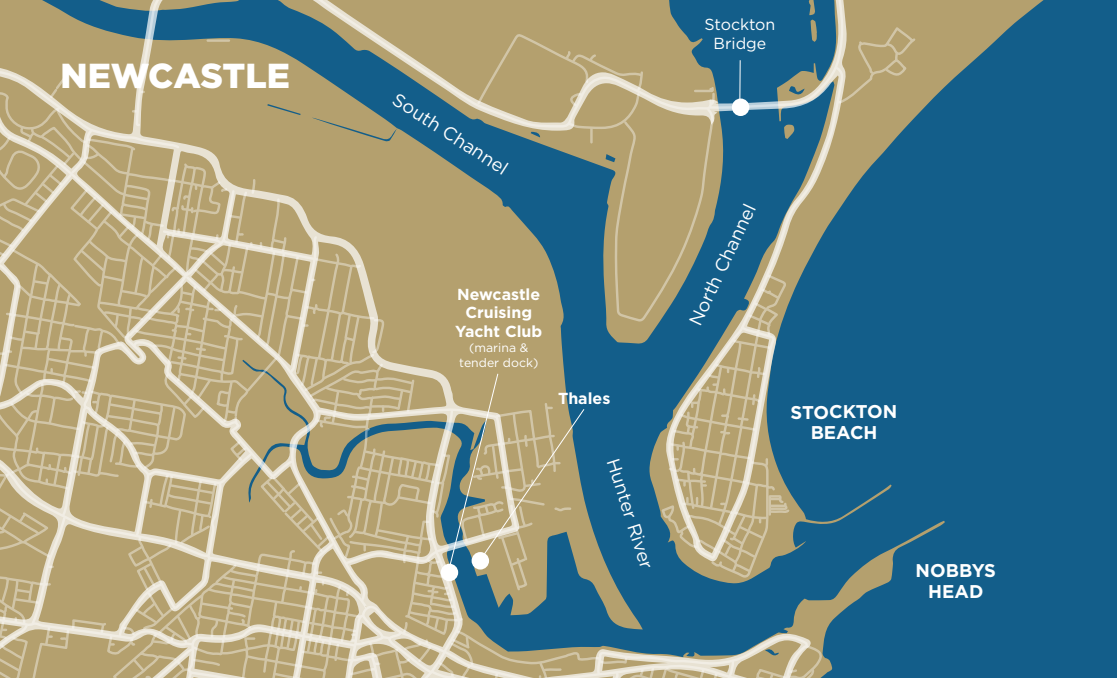 Stockton
Bridge
NEWCASTLE
South Channel
North Channel
Newcastle
Cruising
Yacht Club
(marina &
tender dock)
Thales
STOCKTON
BEACH
Hunter River
NOBBYS
HEAD